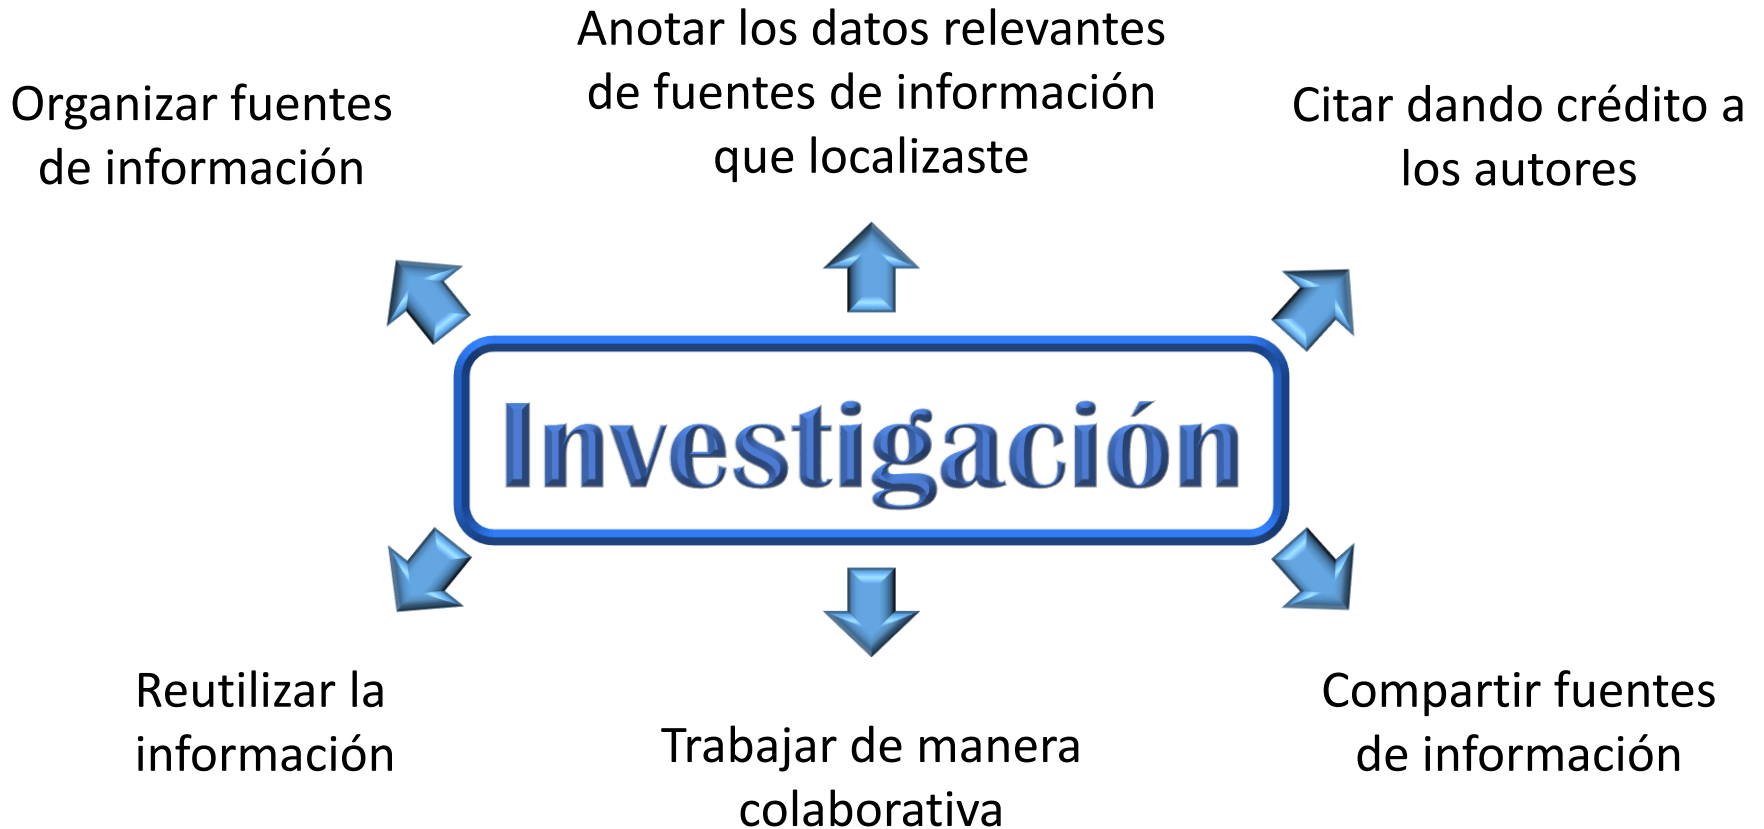 Organizar fuentes
de información
Anotar los datos relevantes
de fuentes de información
que localizaste
Citar dando crédito a
los autores
Investigación
Reutilizar la
información
Trabajar de manera
colaborativa
Compartir fuentes
de información